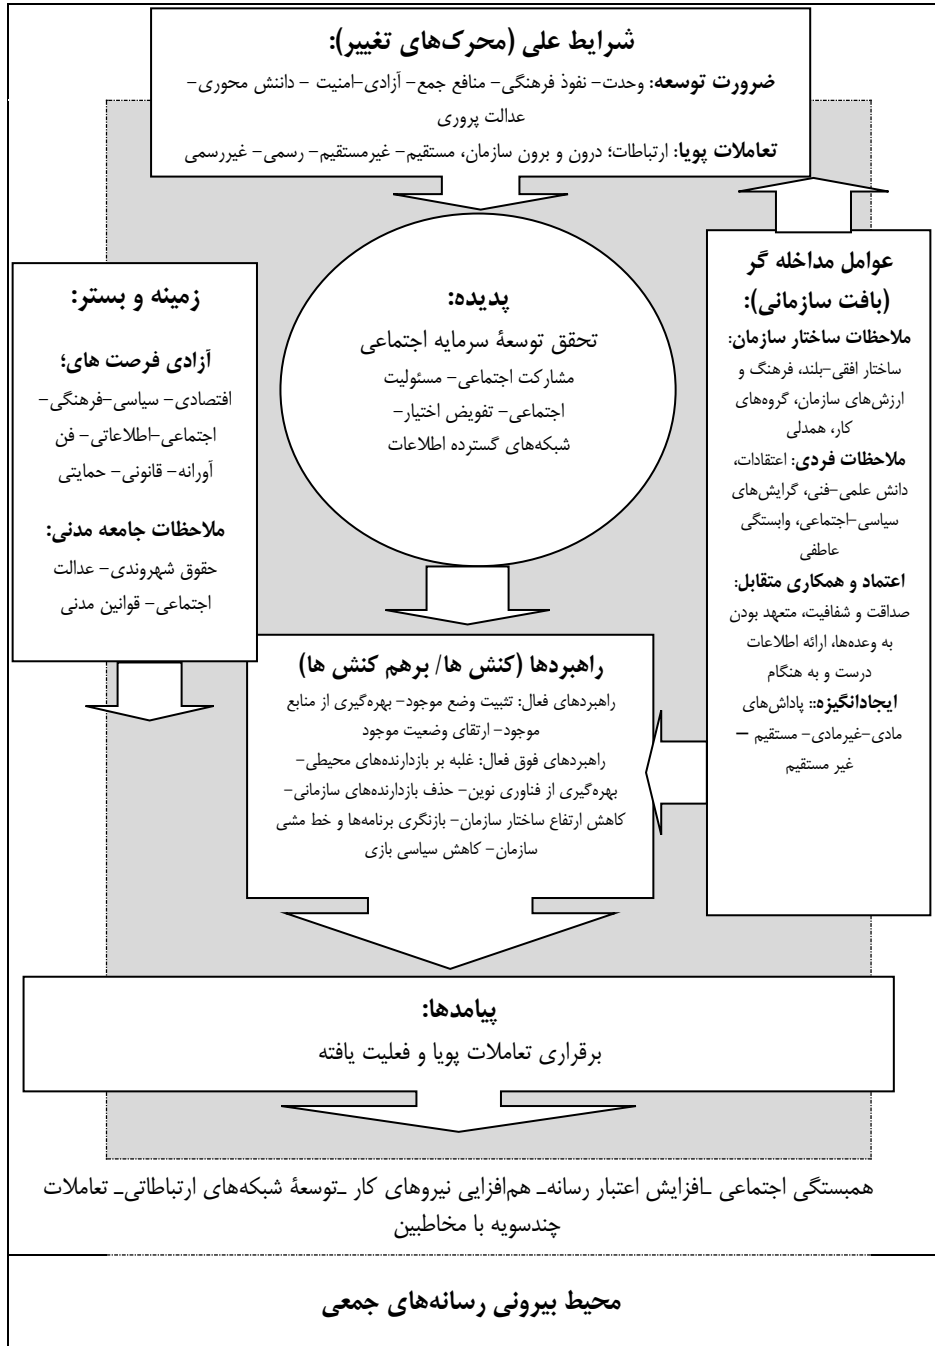 شرایط علی (محرک‌های تغییر):
ضرورت توسعه: وحدت- نفوذ فرهنگی- منافع جمع- آزادی-امنیت - دانش محوری-
عدالت پروری
تعاملات پویا: ارتباطات؛ درون و برون سازمان، مستقیم- غیرمستقیم- رسمی- غیررسمی
عوامل مداخله گر
(بافت سازمانی):
ملاحظات ساختار سازمان:
ساختار افقی-بلند، فرهنگ و
ارزش‌های سازمان، گروه‌های
کار، همدلی
ملاحظات فردی: اعتقادات،
دانش علمی-فنی، گرایش‌های
سیاسی-اجتماعی، وابستگی
عاطفی
اعتماد و همکاری متقابل:
صداقت و شفافیت، متعهد بودن
به وعده‌ها، ارائه اطلاعات
درست و به هنگام
ایجادانگیزه:: پاداش‌های
مادی-غیرمادی- مستقیم –
غیر مستقیم
پدیده:
تحقق توسعهٔ سرمایه اجتماعی
مشارکت اجتماعی- مسئولیت
اجتماعی- تفویض اختیار-
شبکه‌های گسترده اطلاعات
زمینه و بستر:
آزادی فرصت های؛
اقتصادی- سیاسی-فرهنگی-
اجتماعی-اطلاعاتی- فن
آورانه- قانونی- حمایتی
ملاحظات جامعه مدنی:
حقوق شهروندی- عدالت
اجتماعی- قوانین مدنی
راهبردها (کنش ها/ برهم کنش ها)
راهبردهای فعال: تثبیت وضع موجود- بهره‌گیری از منابع
موجود- ارتقای وضعیت موجود
راهبردهای فوق فعال: غلبه بر بازدارنده‌های محیطی-
بهره‌گیری از فناوری نوین- حذف بازدارنده‌های سازمانی-
کاهش ارتفاع ساختار سازمان- بازنگری برنامه‌ها و خط مشی
سازمان- کاهش سیاسی بازی
پیامدها:
برقراری تعاملات پویا و فعلیت یافته
همبستگی اجتماعی ـافزایش اعتبار رسانه‌ـ هم‌افزایی نیروهای کار ـتوسعهٔ شبکه‌های ارتباطاتی‌ـ تعاملات
چندسویه با مخاطبین
محیط بیرونی رسانه‌های جمعی